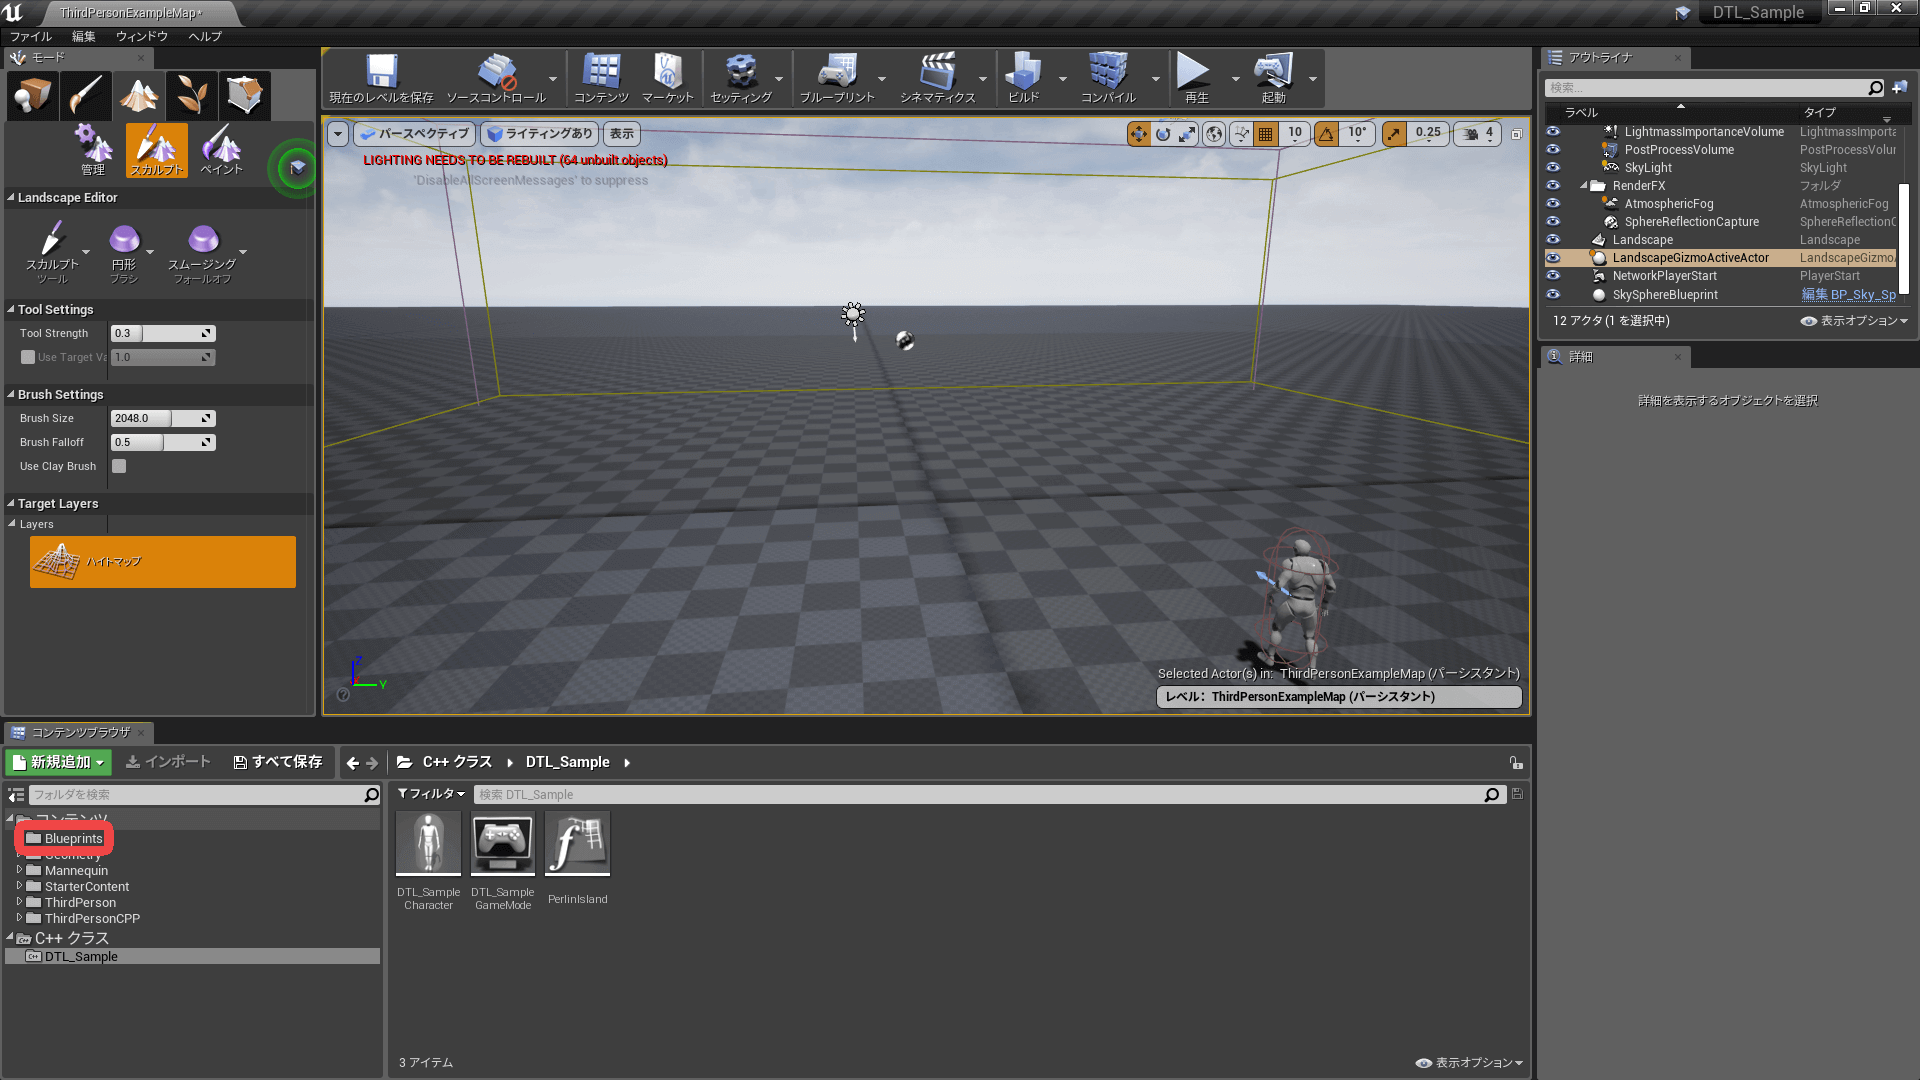 ThirdPersonExampleMap*
DTL_Sample
ファイル 編集 ウィンドウ ヘルプ
モード
管理 スカルプト ペイント
Landscape Editor
スカルプト 円形 スムージング
ツール ブラシ フォールオフ
Tool Settings
Tool Strength 0.3
Use Target Va 1.0
Brush Settings
Brush Size 2048.0
Brush Falloff 0.5
Use Clay Brush
Target Layers
Layers
ハイトマップ
現在のレベルを保存 ソースコントロール コンテンツ マーケット セッティング ブループリント シネマティクス ビルド コンパイル 再生 起動
パースペクティブ ライティングあり 表示 10 10° 0.25 4
LIGHTING NEEDS TO BE REBUILT (64 unbuilt objects)
'DisableAllScreenMessages' to suppress
Z
Y
Selected Actor(s) in: ThirdPersonExampleMap (パーシスタント)
レベル: ThirdPersonExampleMap (パーシスタント)
アウトライナ
検索...
ラベル タイプ
LightmassImportanceVolume LightmassImporta
PostProcessVolume PostProcessVolur
SkyLight SkyLight
RenderFX フォルダ
AtmosphericFog AtmosphericFog
SphereReflectionCapture SphereReflectionC
Landscape Landscape
LandscapeGizmoActiveActor LandscapeGizmoA
NetworkPlayerStart PlayerStart
SkySphereBlueprint 編集 BP_Sky_Sp
12 アクタ (1 を選択中) 表示オプション
詳細
詳細を表示するオブジェクトを選択
コンテンツブラウザ
新規追加 インポート すべて保存 C++ クラス DTL_Sample
フォルダを検索
コンテンツ
Blueprints
Geometry
Mannequin
StarterContent
ThirdPerson
ThirdPersonCPP
C++ クラス
DTL_Sample
フィルタ 検索 DTL_Sample
DTL_Sample
Character
DTL_Sample
GameMode
PerlinIsland
3 アイテム 表示オプション